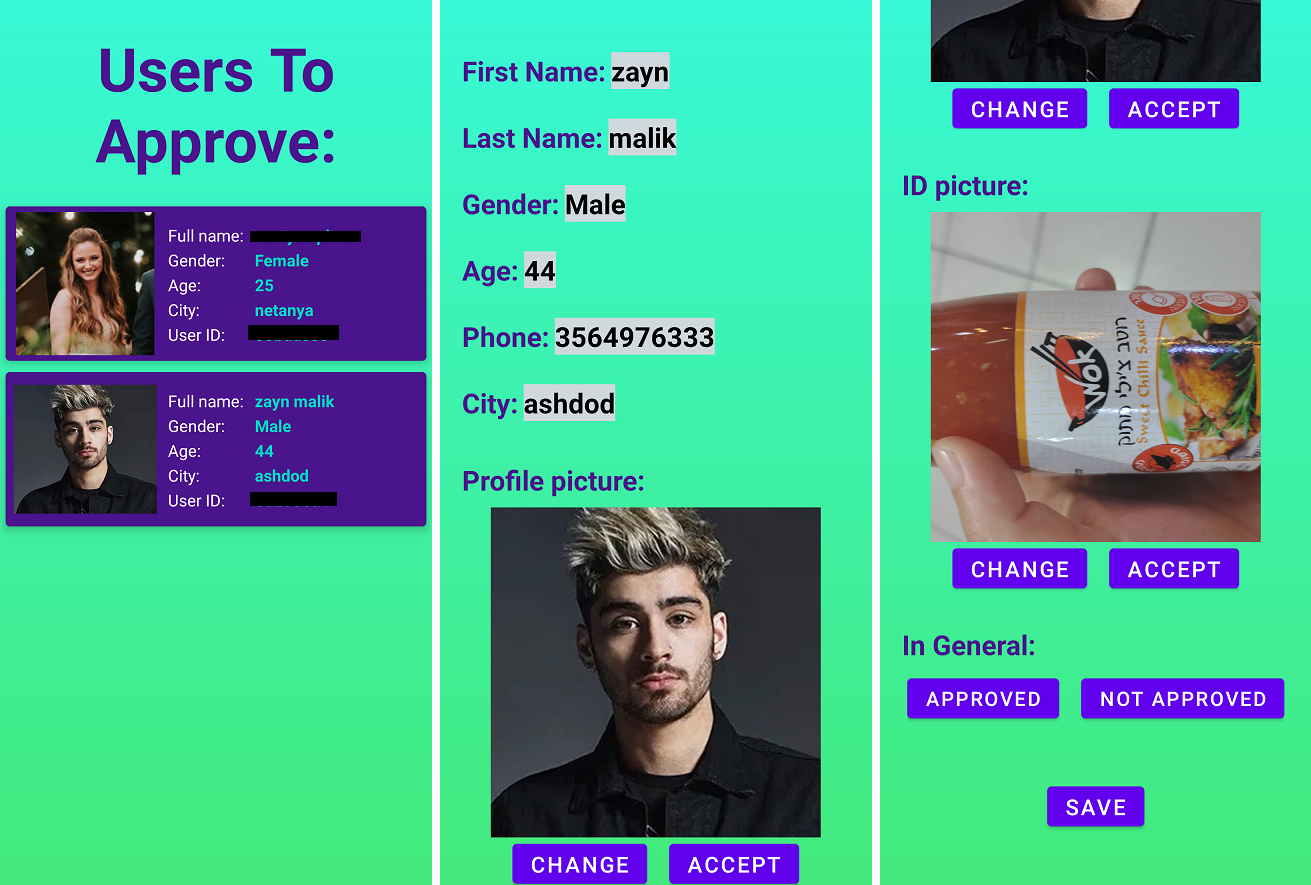 Users To
Approve:
Full name:
Gender: Female
Age: 25
City: netanya
User ID:
Full name: zayn malik
Gender: Male
Age: 44
City: ashdod
User ID:
First Name: zayn
Last Name: malik
Gender: Male
Age: 44
Phone: 3564976333
City: ashdod
Profile picture:
CHANGE ACCEPT
CHANGE ACCEPT
ID picture:
WOK
רוטב צ'ילי מתוק
Sweet Chilli Sauce
CHANGE ACCEPT
In General:
APPROVED NOT APPROVED
SAVE